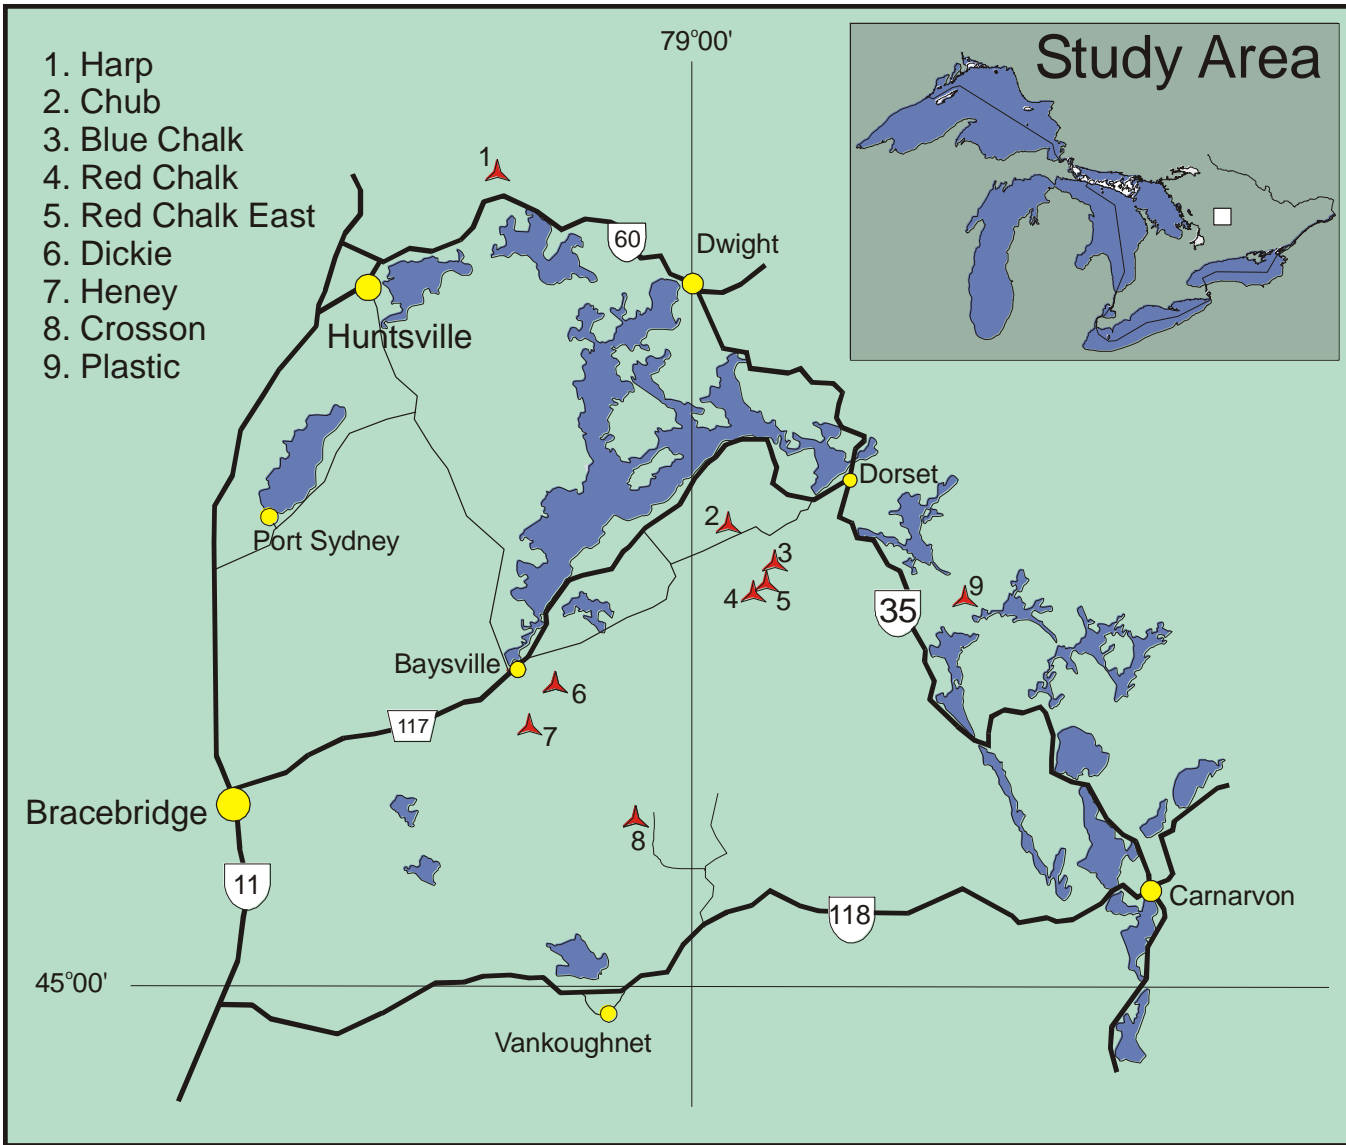 1. Harp
2. Chub
3. Blue Chalk
4. Red Chalk
5. Red Chalk East
6. Dickie
7. Heney
8. Crosson
9. Plastic
79°00'
Study Area
1
60
Dwight
Huntsville
Port Sydney
Dorset
2
3
4
5
9
35
Baysville
6
117
7
Bracebridge
8
11
118
Carnarvon
45°00'
Vankoughnet